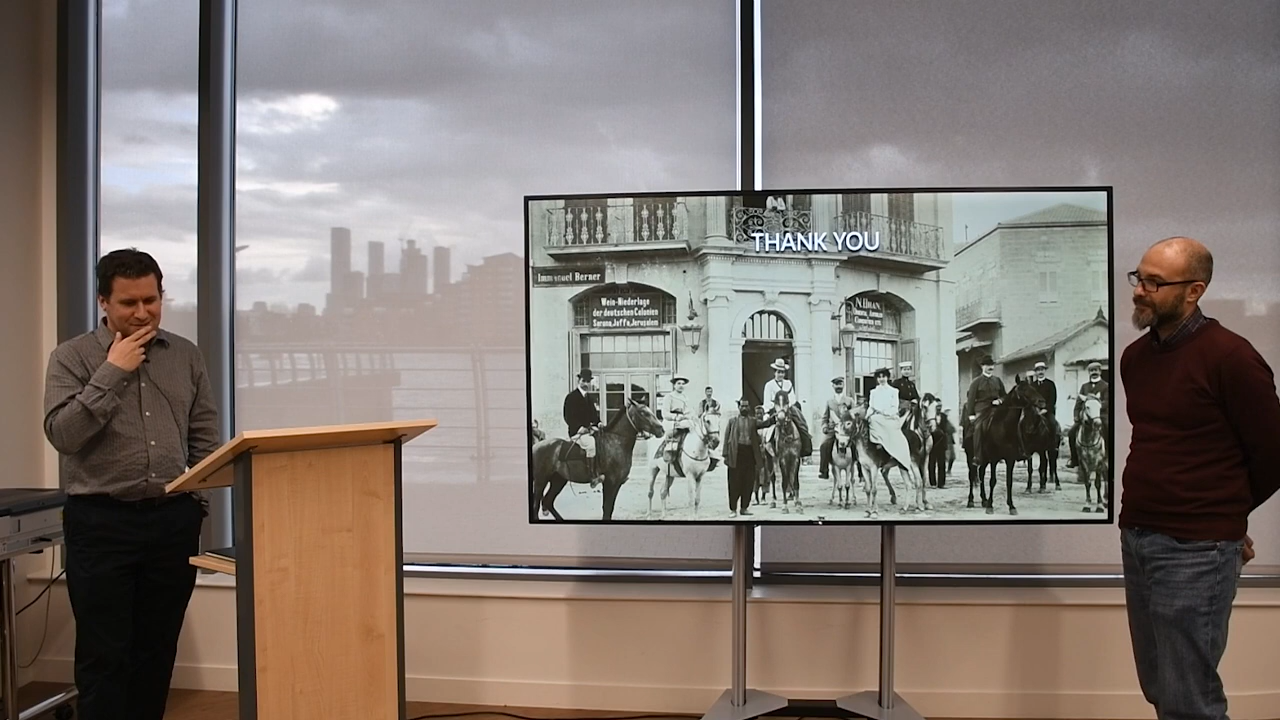 THANK YOU
Immanuel Berner
Wein-Niederlage
der deutschen Colonien
Sarona, Jaffa, Jerusalem